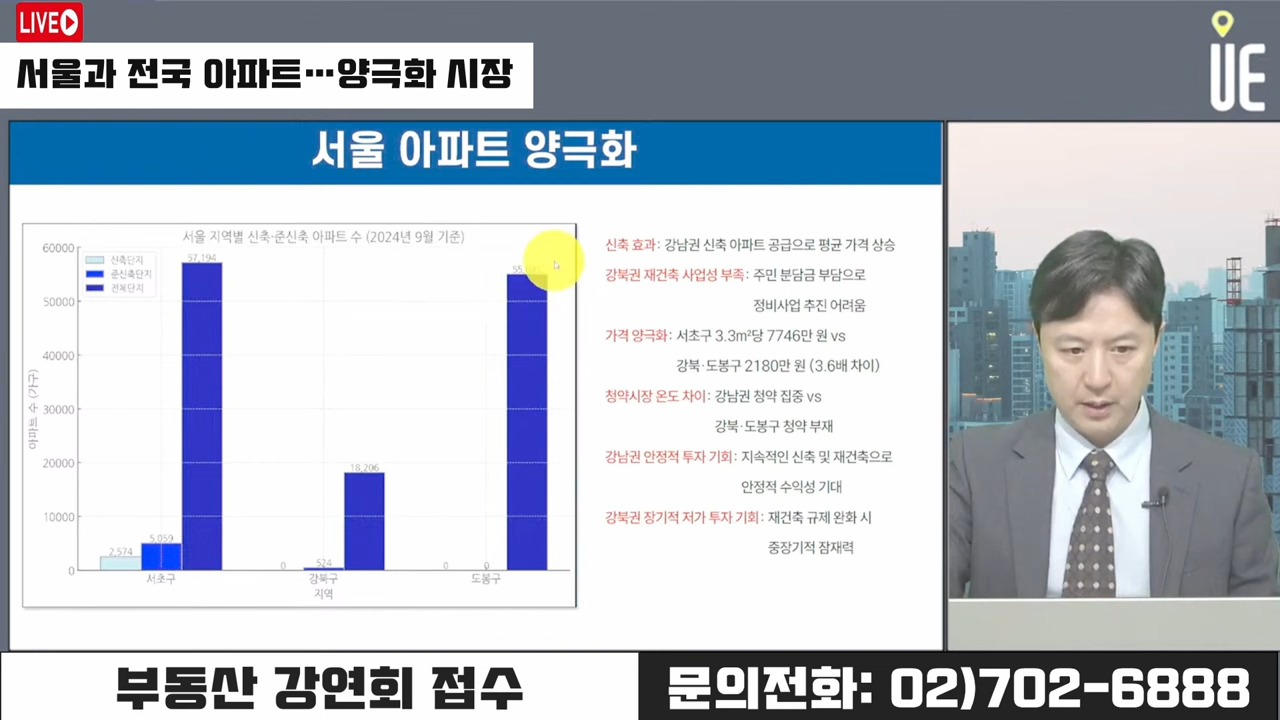 LIVE
서울과 전국 아파트…양극화 시장
UE
서울 아파트 양극화
서울 지역별 신축·준신축 아파트 수 (2024년 9월 기준)
신축단지
준신축단지
전체단지
아파트 수 (가구)
60000
50000
40000
30000
20000
10000
0
2,574
5,059
57,194
0
524
18,206
0
0
서초구
강북구
도봉구
지역
신축 효과: 강남권 신축 아파트 공급으로 평균 가격 상승
강북권 재건축 사업성 부족: 주민 분담금 부담으로
정비사업 추진 어려움
가격 양극화: 서초구 3.3m²당 7746만 원 vs
강북·도봉구 2180만 원 (3.6배 차이)
청약시장 온도 차이: 강남권 청약 집중 vs
강북·도봉구 청약 부재
강남권 안정적 투자 기회: 지속적인 신축 및 재건축으로
안정적 수익성 기대
강북권 장기적 저가 투자 기회: 재건축 규제 완화 시
중장기적 잠재력
부동산 강연회 접수
문의전화: 02)702-6888